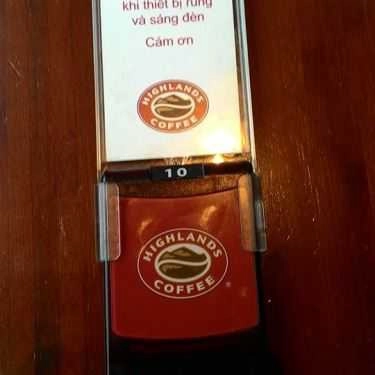 khi thiết bị rung
và sáng đèn
Cám ơn
HIGHLANDS
COFFEE
10
HIGHLANDS
COFFEE